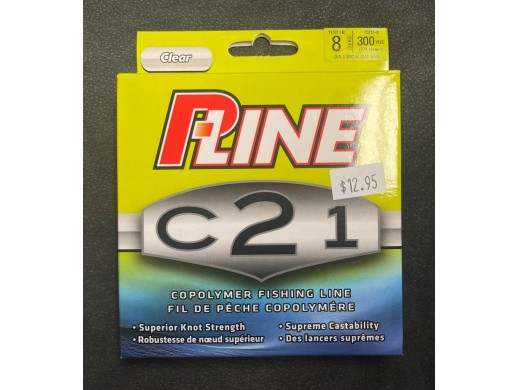 Clear
TEST LB.
8
300 YDS
P-LINE
$12.95
C21
COPOLYMER FISHING LINE
FIL DE PÊCHE COPOLYMÈRE
• Superior Knot Strength
• Robustesse de nœud supérieur
• Supreme Castability
• Des lancers suprêmes